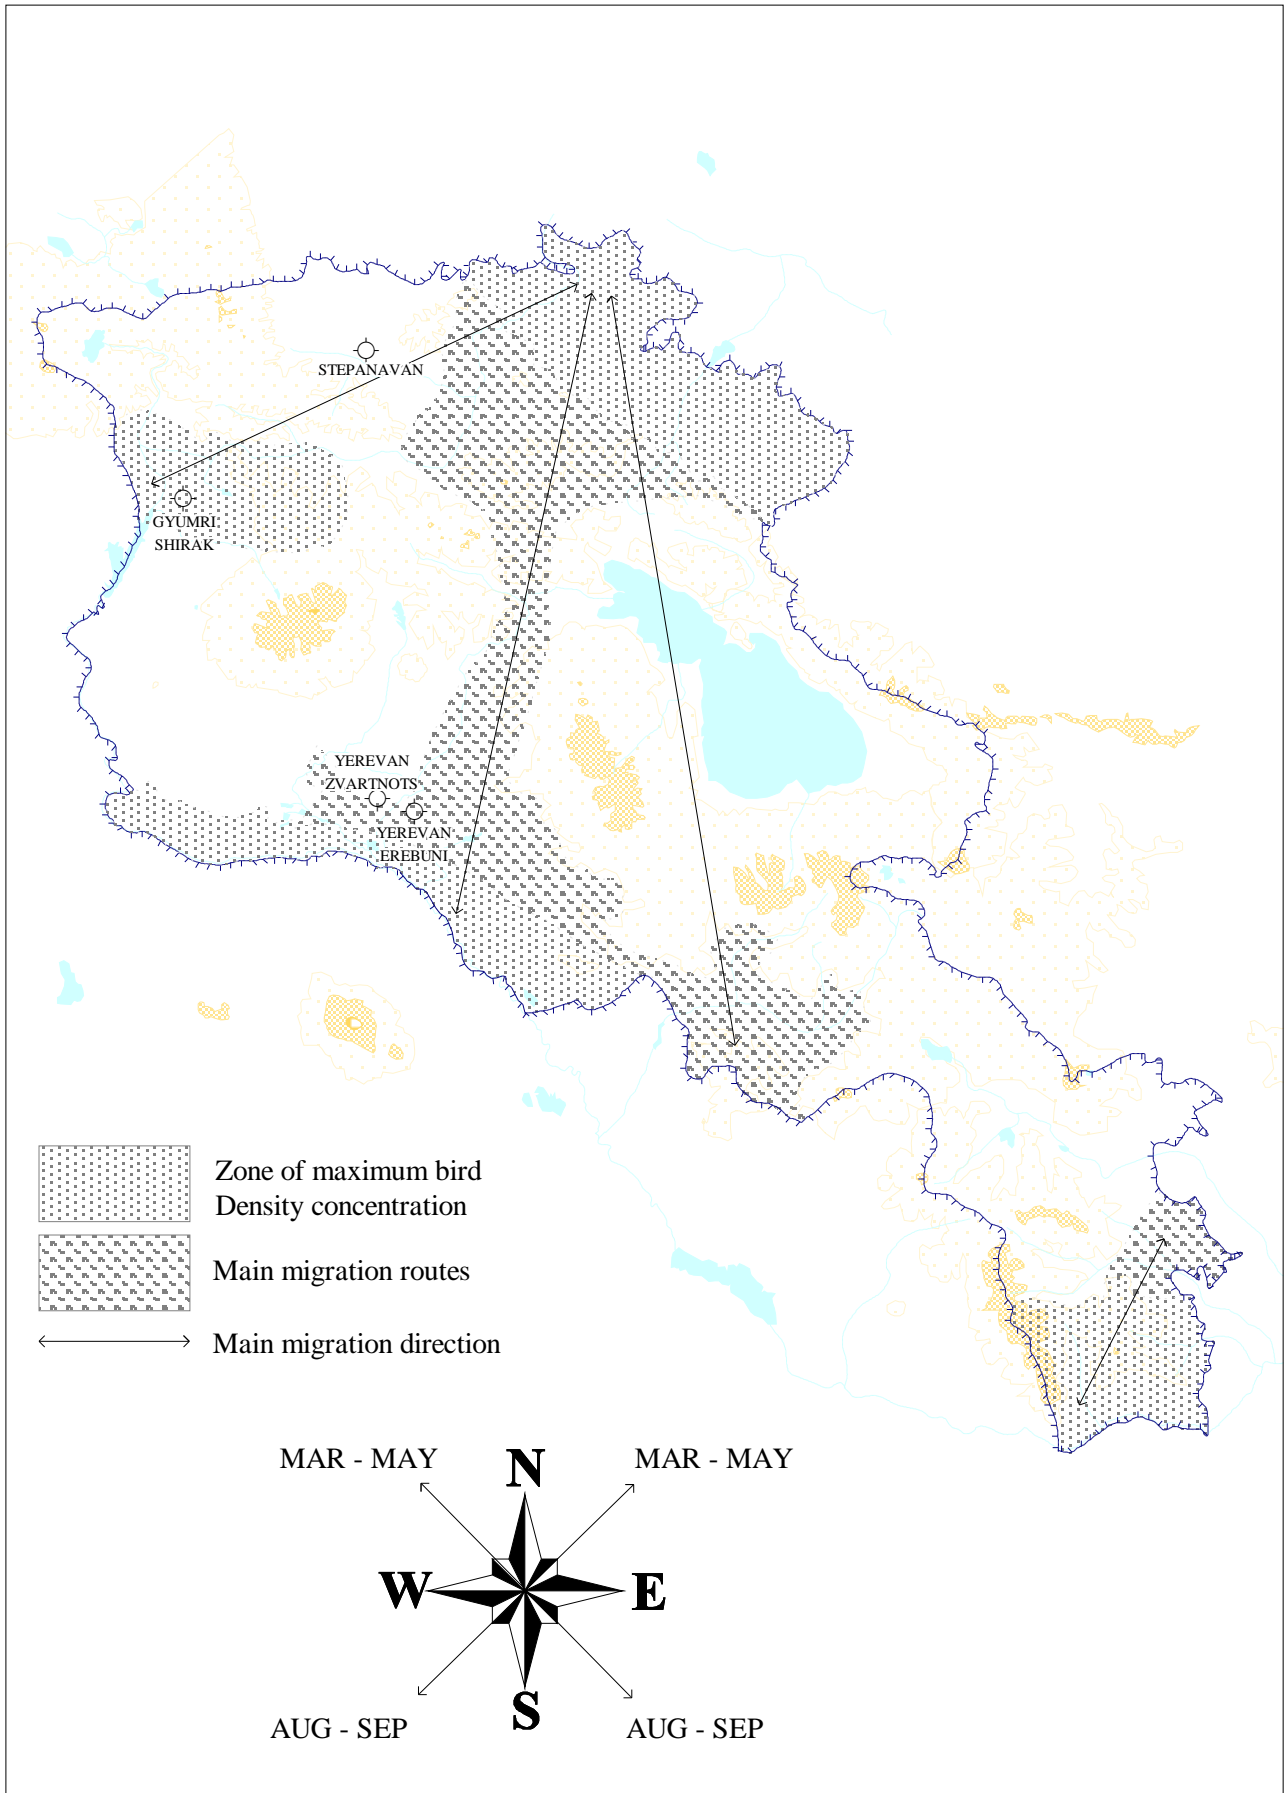 STEPANAVAN
GYUMRI
SHIRAK
YEREVAN
ZVARTNOTS
YEREVAN
EREBUNI
Zone of maximum bird
Density concentration
Main migration routes
Main migration direction
MAR - MAY
N
MAR - MAY
W
E
S
AUG - SEP
AUG - SEP